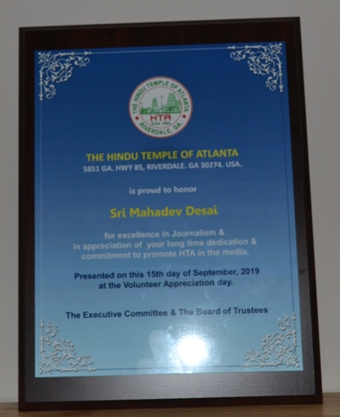 THE HINDU TEMPLE OF ATLANTA
HTA
RIVERDALE, GA.
THE HINDU TEMPLE OF ATLANTA
5851 GA. HWY 85, RIVERDALE. GA 30274. USA.
is proud to honor
Sri Mahadev Desai
for excellence in Journalism &
in appreciation of your long time dedication &
commitment to promote HTA in the media.
Presented on this 15th day of September, 2019
at the Volunteer Appreciation day.
The Executive Committee & The Board of Trustees